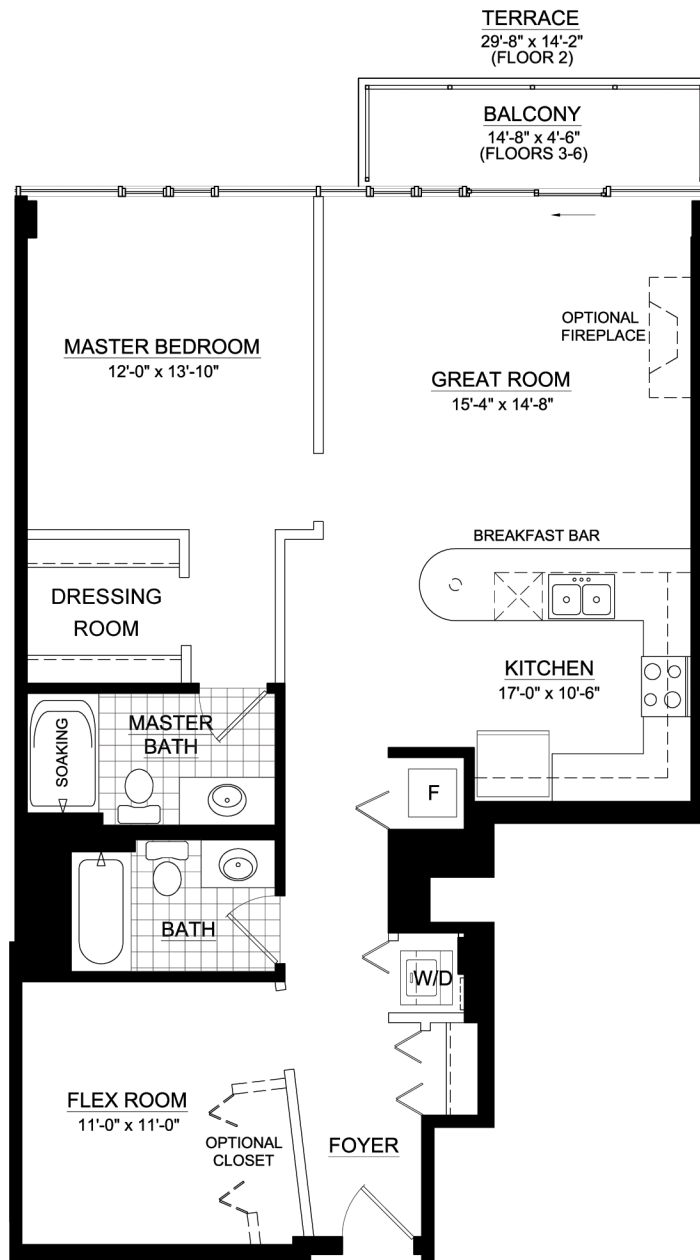 TERRACE
29'-8" x 14'-2"
(FLOOR 2)
BALCONY
14'-8" x 4'-6"
(FLOORS 3-6)
OPTIONAL
FIREPLACE
MASTER BEDROOM
12'-0" x 13'-10"
GREAT ROOM
15'-4" x 14'-8"
BREAKFAST BAR
DRESSING
ROOM
KITCHEN
17'-0" x 10'-6"
SOAKING
MASTER
BATH
F
BATH
W/D
FLEX ROOM
11'-0" x 11'-0"
OPTIONAL
CLOSET
FOYER